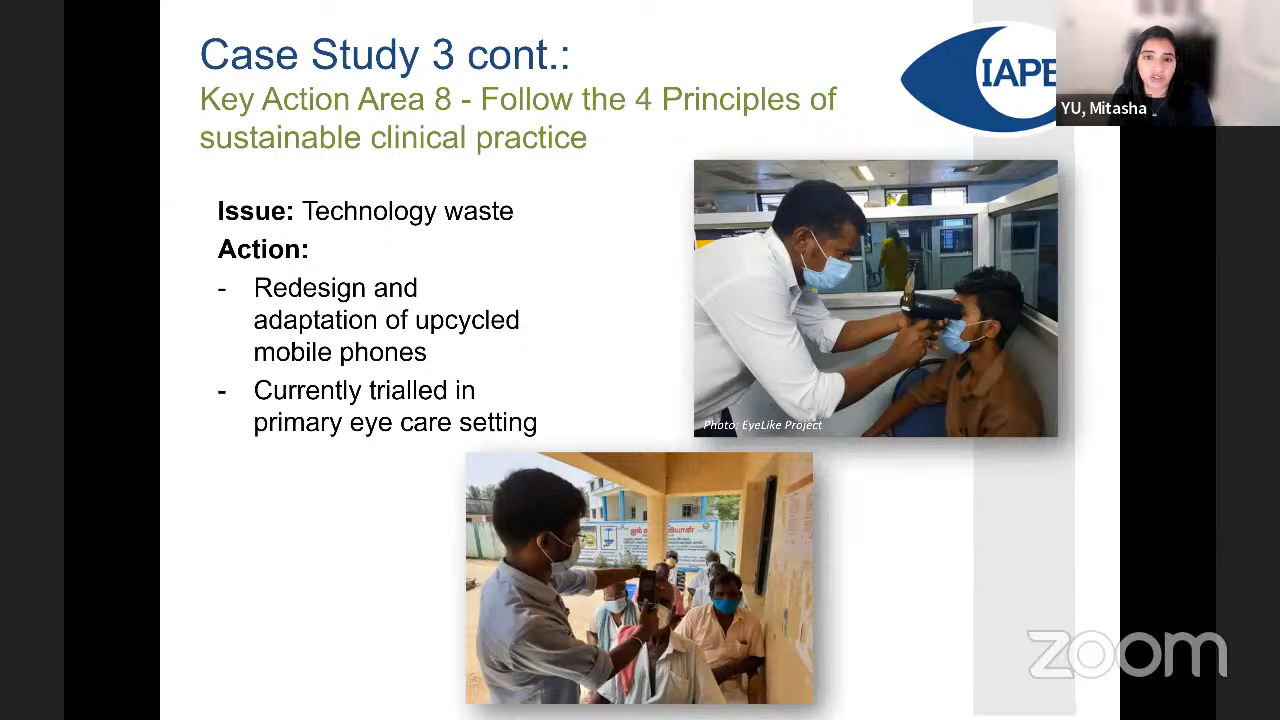 Case Study 3 cont.:
Key Action Area 8 - Follow the 4 Principles of
sustainable clinical practice
IAPB
YU, Mitasha
Issue: Technology waste
Action:
- Redesign and
adaptation of upcycled
mobile phones
- Currently trialled in
primary eye care setting
Photo: EyeLike Project
zoom